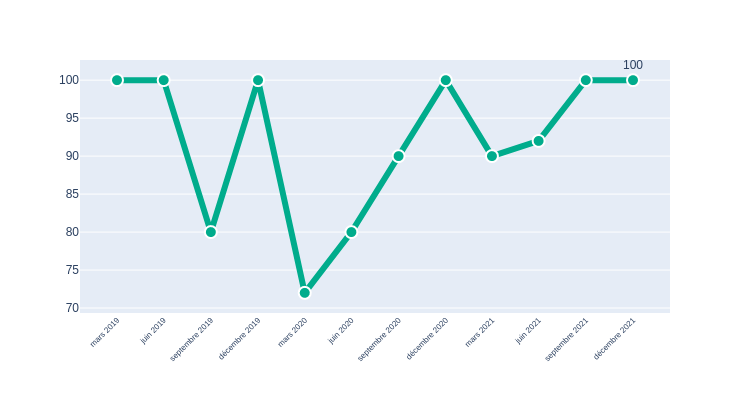 100
100
95
90
85
80
75
70
mars 2019
juin 2019
septembre 2019
décembre 2019
mars 2020
juin 2020
septembre 2020
décembre 2020
mars 2021
juin 2021
septembre 2021
décembre 2021